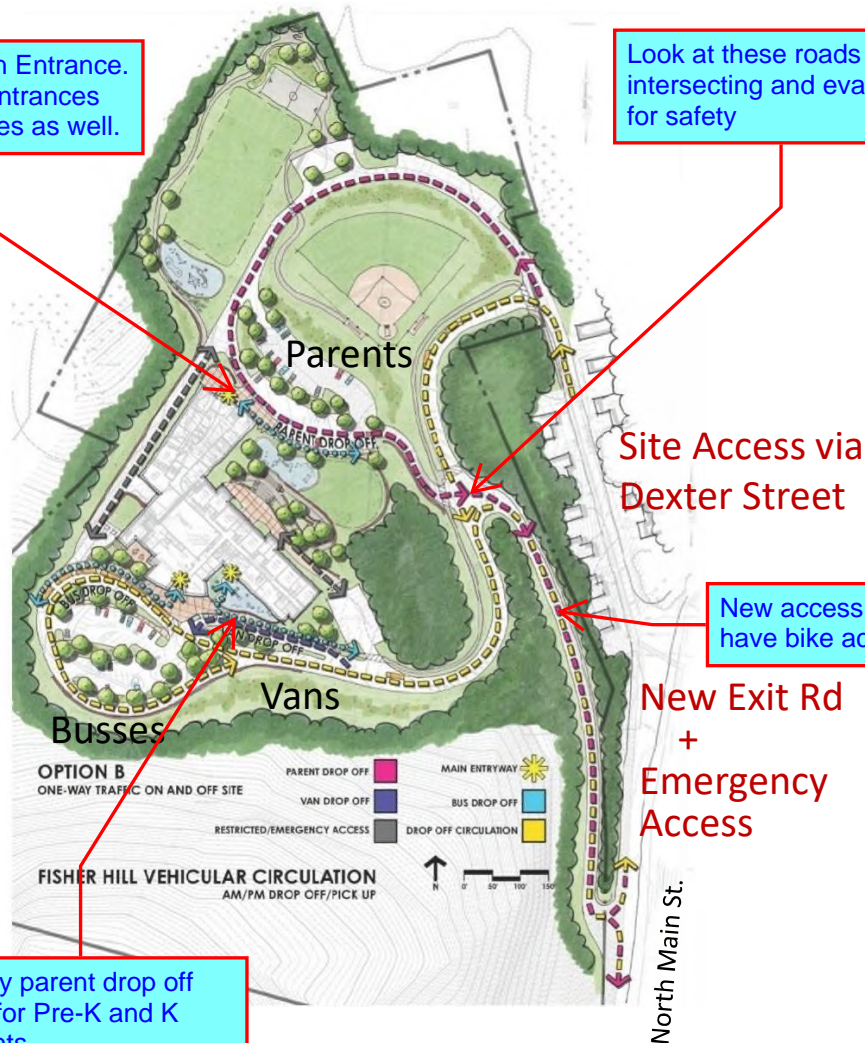 n Entrance.
ntrances
es as well.
Look at these roads
intersecting and eva
for safety
Parents
PARENT DROP OFF
Site Access via
Dexter Street
New access
have bike ac
BUS DROP OFF
N DROP OFF
Vans
Busses
New Exit Rd
+
Emergency
Access
OPTION B
ONE-WAY TRAFFIC ON AND OFF SITE
PARENT DROP OFF
MAIN ENTRYWAY
VAN DROP OFF
BUS DROP OFF
RESTRICTED/EMERGENCY ACCESS
DROP OFF CIRCULATION
FISHER HILL VEHICULAR CIRCULATION
AM/PM DROP OFF/PICK UP
N
0' 50' 100' 150'
North Main St.
y parent drop off
for Pre-K and K